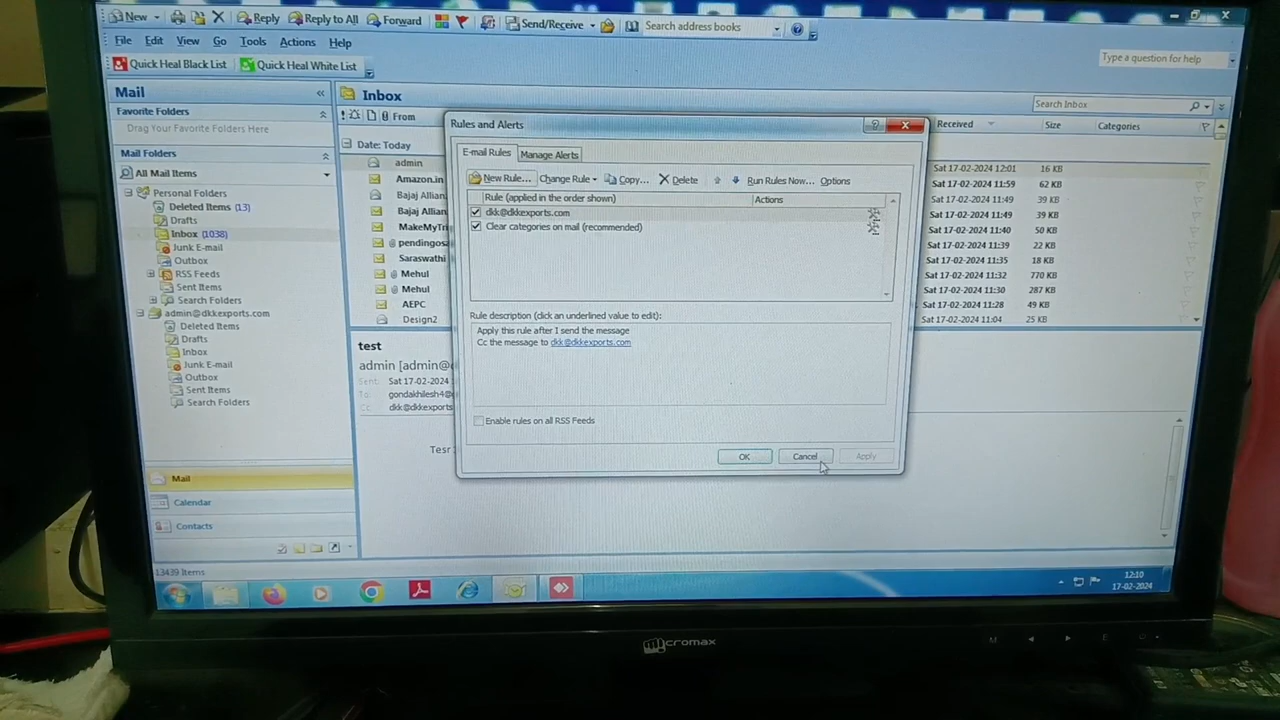 New
Reply
Reply to All
Forward
Send/Receive
Search address books
File Edit View Go Tools Actions Help
Type a question for help
Quick Heal Black List
Quick Heal White List
Mail
Favorite Folders
Drag Your Favorite Folders Here
Mail Folders
All Mail Items
Personal Folders
Deleted Items (13)
Drafts
Inbox (1038)
Junk E-mail
Outbox
RSS Feeds
Sent Items
Search Folders
admin@dkkexports.com
Deleted Items
Drafts
Inbox
Junk E-mail
Outbox
Sent Items
Search Folders
Mail
Calendar
Contacts
13439 Items
Inbox
Search Inbox
From
Received Size Categories
Date: Today
admin
Sat 17-02-2024 12:01 16 KB
Amazon.in
Sat 17-02-2024 11:59 62 KB
Bajaj Allian
Sat 17-02-2024 11:49 39 KB
Bajaj Allian
Sat 17-02-2024 11:49 39 KB
MakeMyTri
Sat 17-02-2024 11:40 50 KB
pendingosa
Sat 17-02-2024 11:39 22 KB
Saraswathi
Sat 17-02-2024 11:35 18 KB
Mehul
Sat 17-02-2024 11:32 770 KB
Mehul
Sat 17-02-2024 11:30 287 KB
AEPC
Sat 17-02-2024 11:28 49 KB
Design2
Sat 17-02-2024 11:04 25 KB
test
admin [admin@
Sent: Sat 17-02-2024
To: gondakhilesh4@
Cc: dkk@dkkexports
Rules and Alerts
E-mail Rules
Manage Alerts
New Rule...
Change Rule
Copy...
Delete
Run Rules Now...
Options
Rule (applied in the order shown)
Actions
dkk@dkkexports.com
Clear categories on mail (recommended)
Rule description (click an underlined value to edit):
Apply this rule after I send the message
Cc the message to dkk@dkkexports.com
Enable rules on all RSS Feeds
OK
Cancel
Apply
12:10
17-02-2024
micromax
M
E